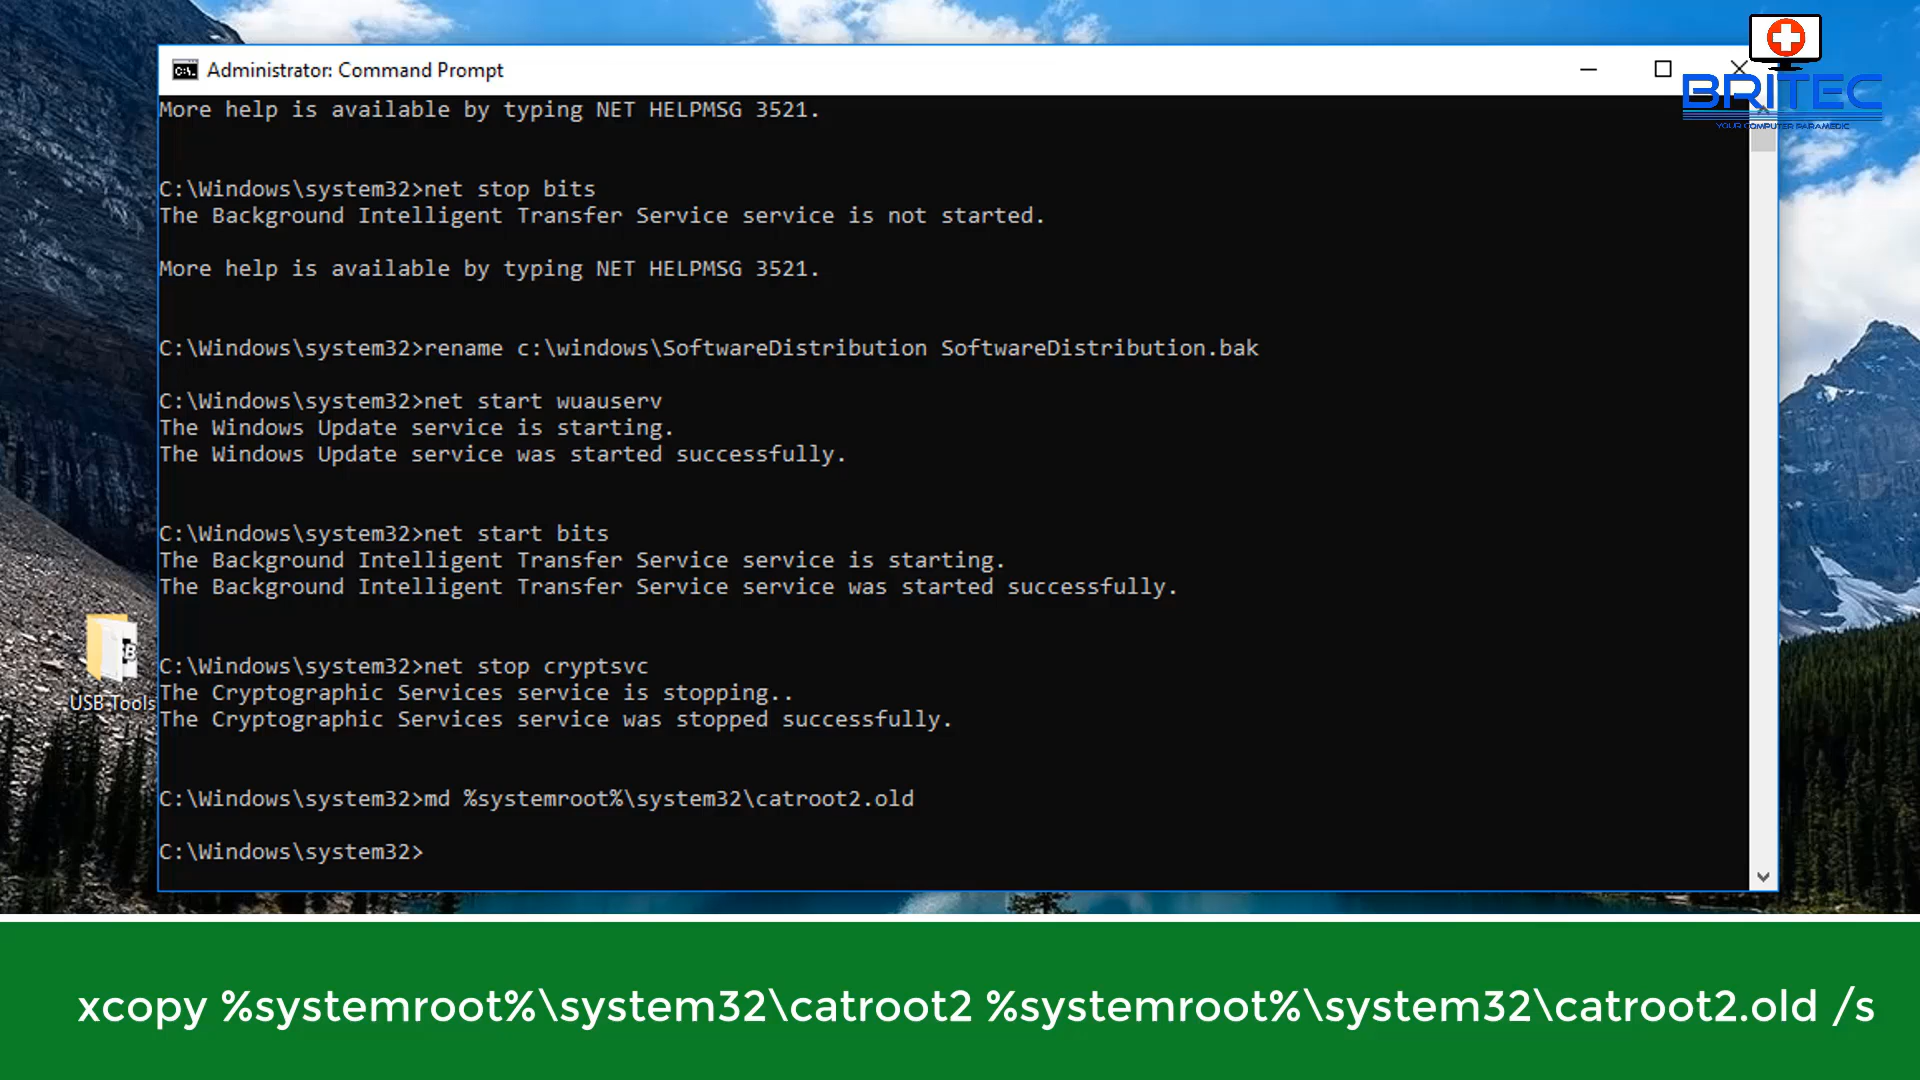 Administrator: Command Prompt
BRITEC
YOUR COMPUTER PARAMEDIC
More help is available by typing NET HELPMSG 3521.
C:\Windows\system32>net stop bits
The Background Intelligent Transfer Service service is not started.
More help is available by typing NET HELPMSG 3521.
C:\Windows\system32>rename c:\windows\SoftwareDistribution SoftwareDistribution.bak
C:\Windows\system32>net start wuauserv
The Windows Update service is starting.
The Windows Update service was started successfully.
C:\Windows\system32>net start bits
The Background Intelligent Transfer Service service is starting.
The Background Intelligent Transfer Service service was started successfully.
C:\Windows\system32>net stop cryptsvc
The Cryptographic Services service is stopping..
The Cryptographic Services service was stopped successfully.
C:\Windows\system32>md %systemroot%\system32\catroot2.old
C:\Windows\system32>
USB Tools
xcopy %systemroot%\system32\catroot2 %systemroot%\system32\catroot2.old /s